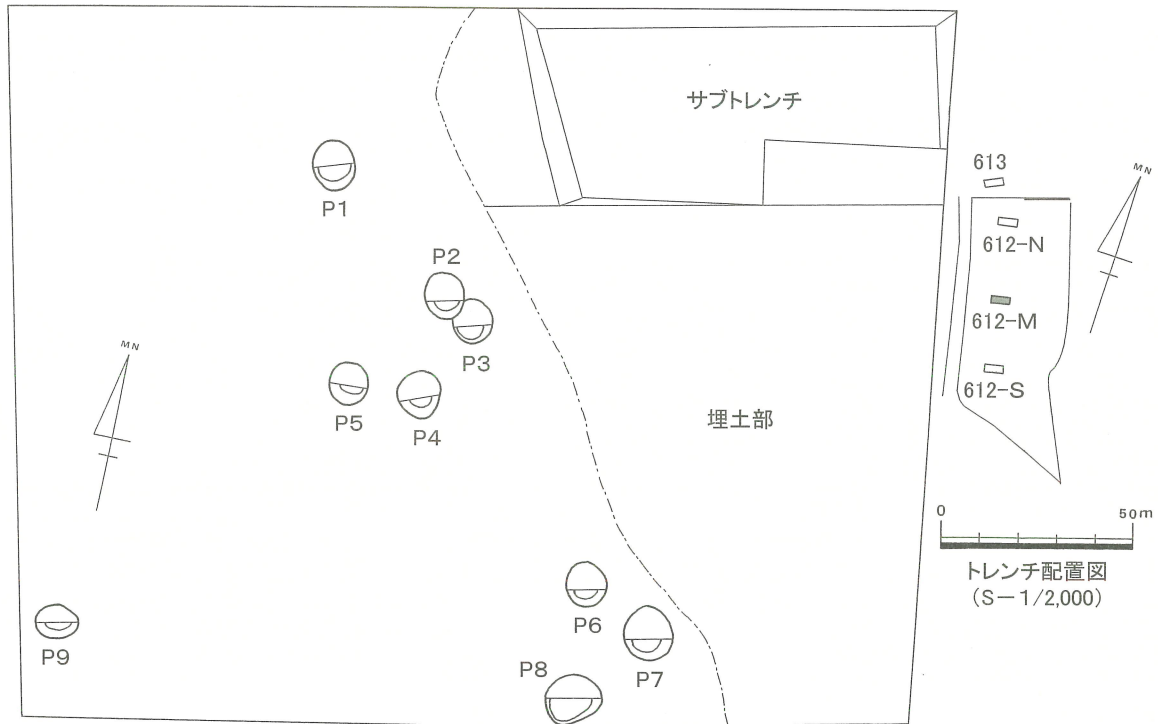 サブトレンチ
P1
P2
P3
P5
P4
埋土部
MN
P6
P7
P8
P9
613
612-N
612-M
612-S
MN
0
50m
トレンチ配置図
(S-1/2,000)